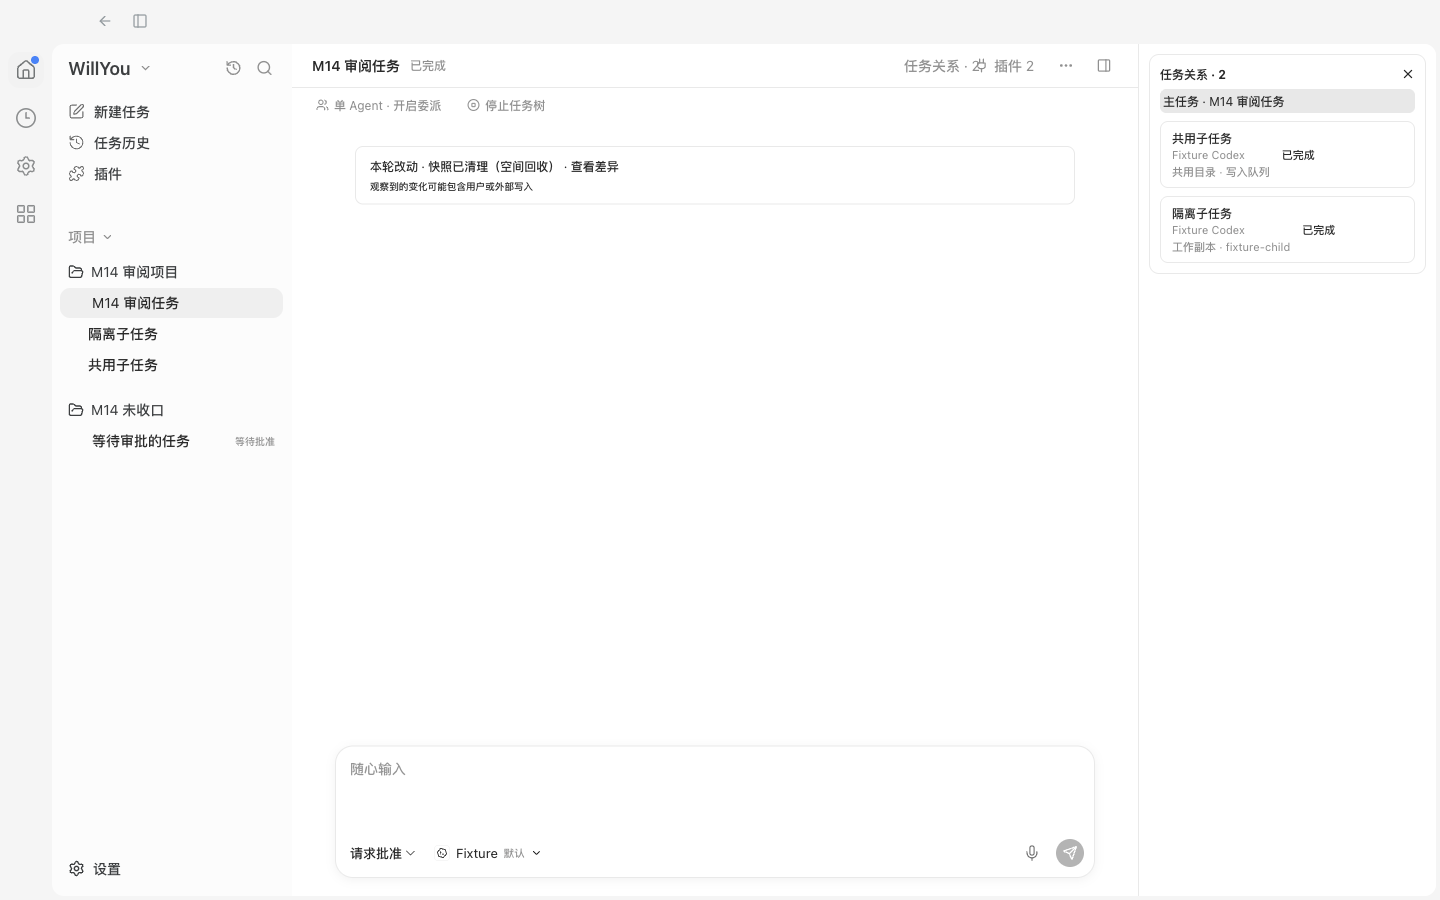 WillYou
新建任务
任务历史
插件
项目
M14 审阅项目
M14 审阅任务
隔离子任务
共用子任务
M14 未收口
等待审批的任务 等待批准
设置
M14 审阅任务 已完成
任务关系 · 2 插件 2
单 Agent · 开启委派 停止任务树
本轮改动 · 快照已清理（空间回收） · 查看差异
观察到的变化可能包含用户或外部写入
随心输入
请求批准 Fixture 默认
任务关系 · 2
主任务 · M14 审阅任务
共用子任务
Fixture Codex 已完成
共用目录 · 写入队列
隔离子任务
Fixture Codex 已完成
工作副本 · fixture-child